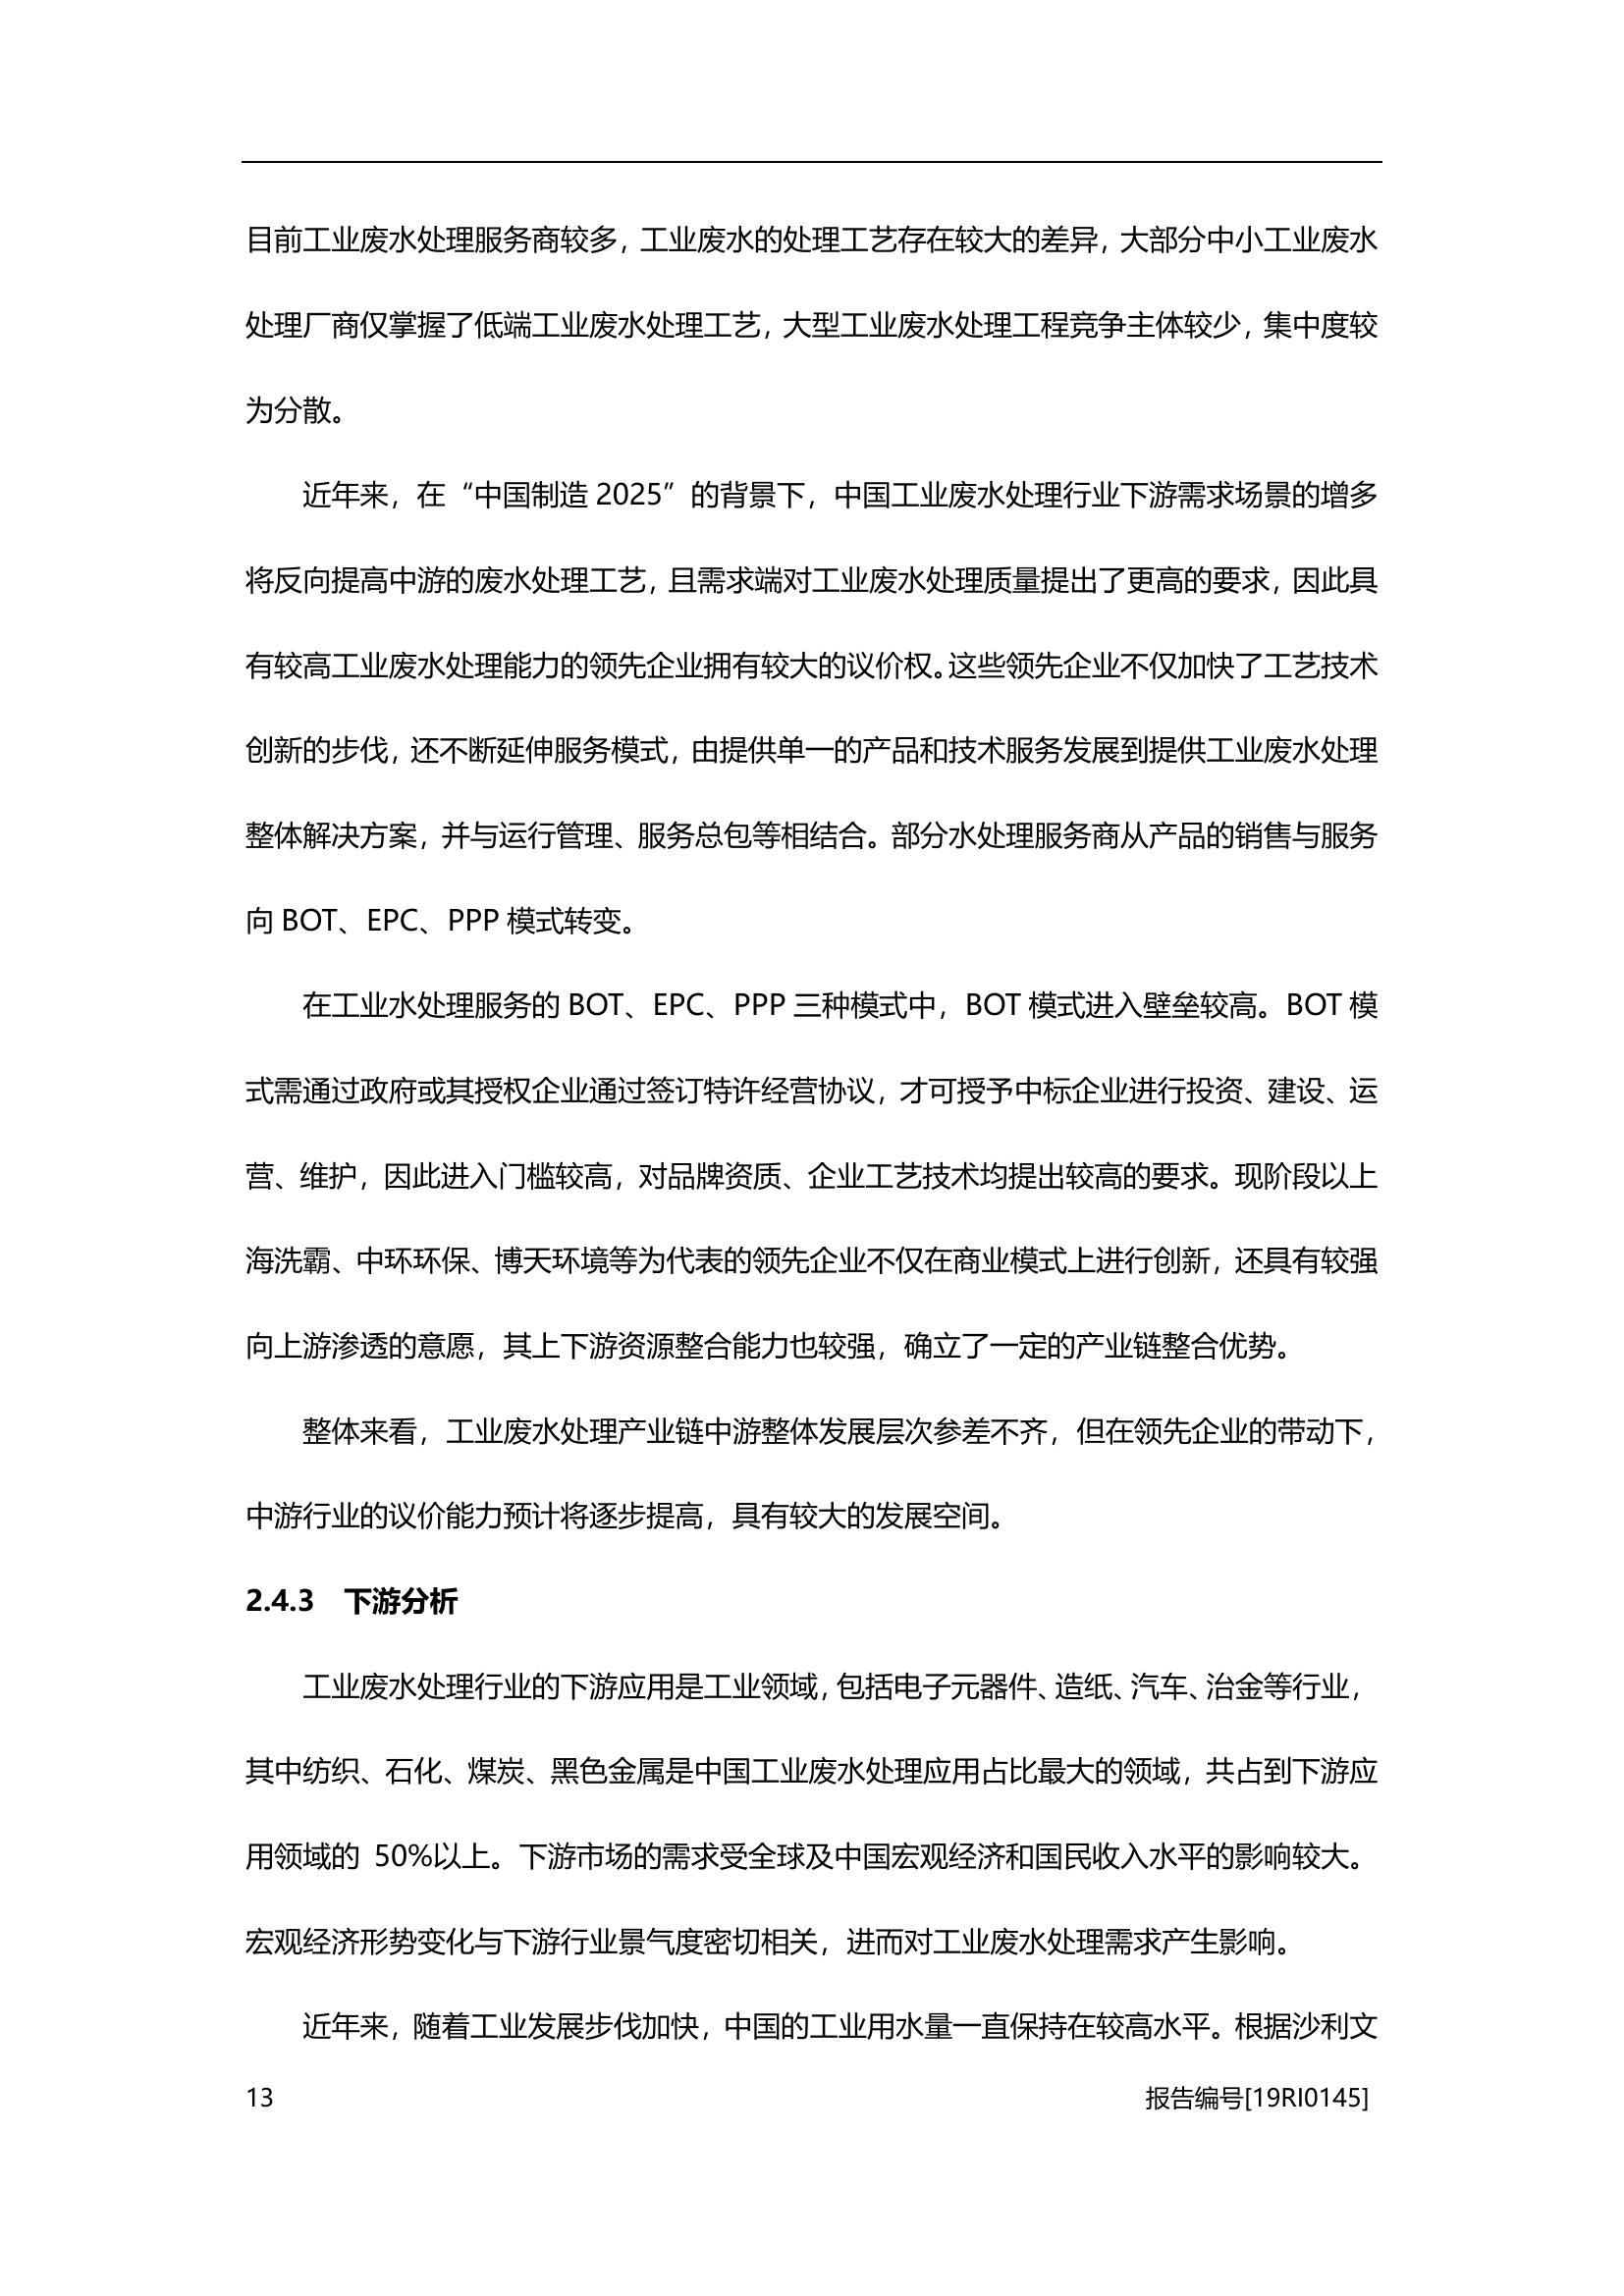 目前工业废水处理服务商较多，工业废水的处理工艺存在较大的差异，大部分中小工业废水
处理厂商仅掌握了低端工业废水处理工艺，大型工业废水处理工程竞争主体较少，集中度较
为分散。
近年来，在“中国制造 2025”的背景下，中国工业废水处理行业下游需求场景的增多
将反向提高中游的废水处理工艺，且需求端对工业废水处理质量提出了更高的要求，因此具
有较高工业废水处理能力的领先企业拥有较大的议价权。这些领先企业不仅加快了工艺技术
创新的步伐，还不断延伸服务模式，由提供单一的产品和技术服务发展到提供工业废水处理
整体解决方案，并与运行管理、服务总包等相结合。部分水处理服务商从产品的销售与服务
向 BOT、EPC、PPP 模式转变。
在工业水处理服务的 BOT、EPC、PPP 三种模式中，BOT 模式进入壁垒较高。BOT 模
式需通过政府或其授权企业通过签订特许经营协议，才可授予中标企业进行投资、建设、运
营、维护，因此进入门槛较高，对品牌资质、企业工艺技术均提出较高的要求。现阶段以上
海洗霸、中环环保、博天环境等为代表的领先企业不仅在商业模式上进行创新，还具有较强
向上游渗透的意愿，其上下游资源整合能力也较强，确立了一定的产业链整合优势。
整体来看，工业废水处理产业链中游整体发展层次参差不齐，但在领先企业的带动下，
中游行业的议价能力预计将逐步提高，具有较大的发展空间。
2.4.3 下游分析
工业废水处理行业的下游应用是工业领域，包括电子元器件、造纸、汽车、冶金等行业，
其中纺织、石化、煤炭、黑色金属是中国工业废水处理应用占比最大的领域，共占到下游应
用领域的 50%以上。下游市场的需求受全球及中国宏观经济和国民收入水平的影响较大。
宏观经济形势变化与下游行业景气度密切相关，进而对工业废水处理需求产生影响。
近年来，随着工业发展步伐加快，中国的工业用水量一直保持在较高水平。根据沙利文
13 报告编号[19RI0145]